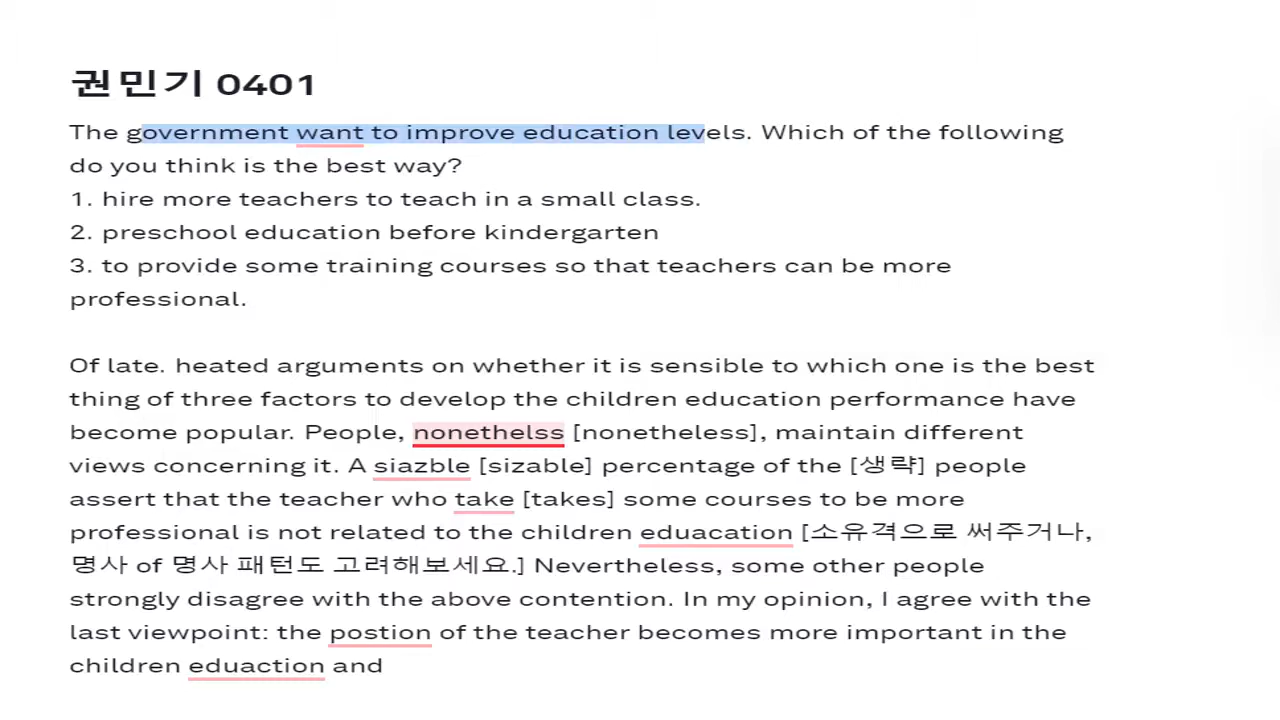 권민기 0401
The government want to improve education levels. Which of the following
do you think is the best way?
1. hire more teachers to teach in a small class.
2. preschool education before kindergarten
3. to provide some training courses so that teachers can be more
professional.
Of late. heated arguments on whether it is sensible to which one is the best
thing of three factors to develop the children education performance have
become popular. People, nonethelss [nonetheless], maintain different
views concerning it. A siazble [sizable] percentage of the [생략] people
assert that the teacher who take [takes] some courses to be more
professional is not related to the children eduacation [소유격으로 써주거나,
명사 of 명사 패턴도 고려해보세요.] Nevertheless, some other people
strongly disagree with the above contention. In my opinion, I agree with the
last viewpoint: the postion of the teacher becomes more important in the
children eduaction and